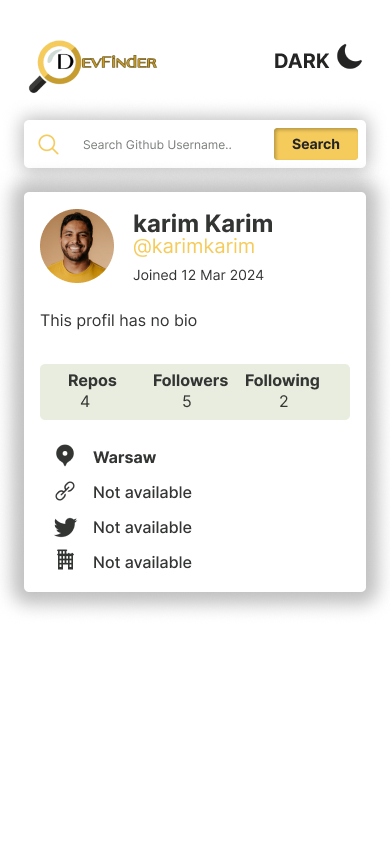 DevFinder
DARK
Search Github Username..
Search
karim Karim
@karimkarim
Joined 12 Mar 2024
This profil has no bio
Repos Followers Following
4 5 2
Warsaw
Not available
Not available
Not available